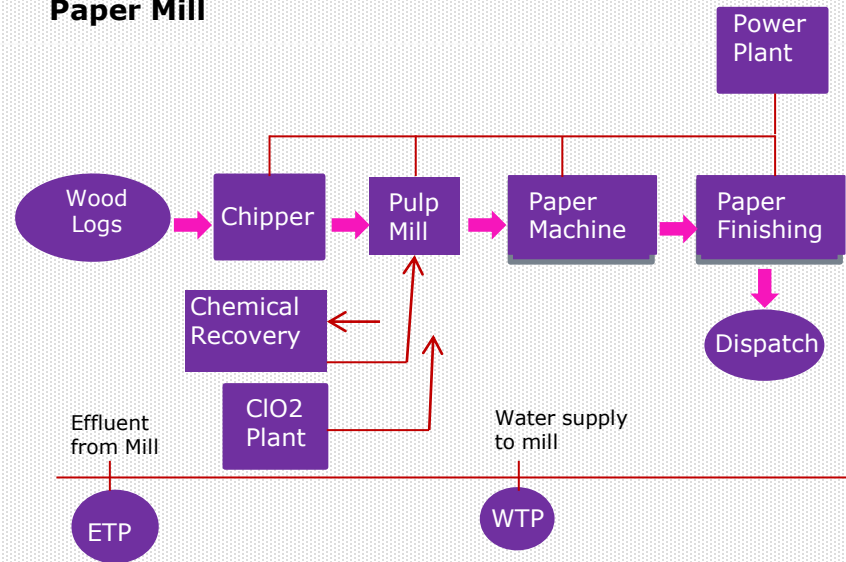 Paper Mill
Power
Plant
Wood
Logs
Chipper
Pulp
Mill
Paper
Machine
Paper
Finishing
Chemical
Recovery
Dispatch
ClO2
Plant
Effluent
from Mill
Water supply
to mill
ETP
WTP